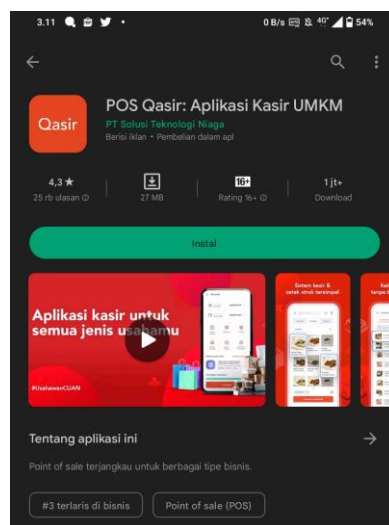 3.11
0 B/s 4G+ 54%
Qasir
POS Qasir: Aplikasi Kasir UMKM
PT Solusi Teknologi Niaga
Berisi iklan • Pembelian dalam apl
4,3 ★
25 rb ulasan
27 MB
16+
Rating 16+
1 jt+
Download
Instal
Aplikasi kasir untuk
semua jenis usahamu
#UsahawanCUAN
Sistem kasir &
cetak struk tersimpel
Tentang aplikasi ini
Point of sale terjangkau untuk berbagai tipe bisnis.
#3 terlaris di bisnis
Point of sale (POS)